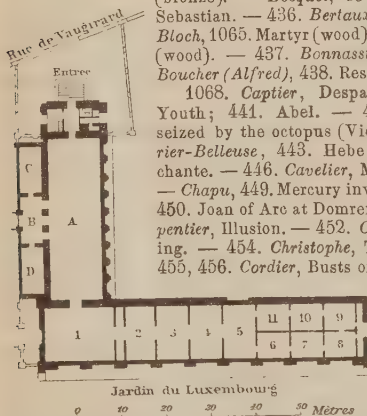 Sebastian. — 436. Bertaux
Bloch, 1065. Martyr (wood)
(wood). — 437. Bonnass
Boucher (Alfred), 438. Res
1068. Captier, Despa
Youth; 441. Abel. — 4
seized by the octopus (Vic
rier-Belleuse, 443. Hebe
chante. — 446. Cavelier, M
— Chapu, 449. Mercury inv
450. Joan of Arc at Domre
pentier, Illusion. — 452. C
ing. — 454. Christophe, T
455, 456. Cordier, Busts o
Rue de Vaugirard
Entrée
C
B
A
D
1 2 3 4 5
11 10 9
6 7 8
Jardin du Luxembourg
0 10 20 30 40 50 Mètres